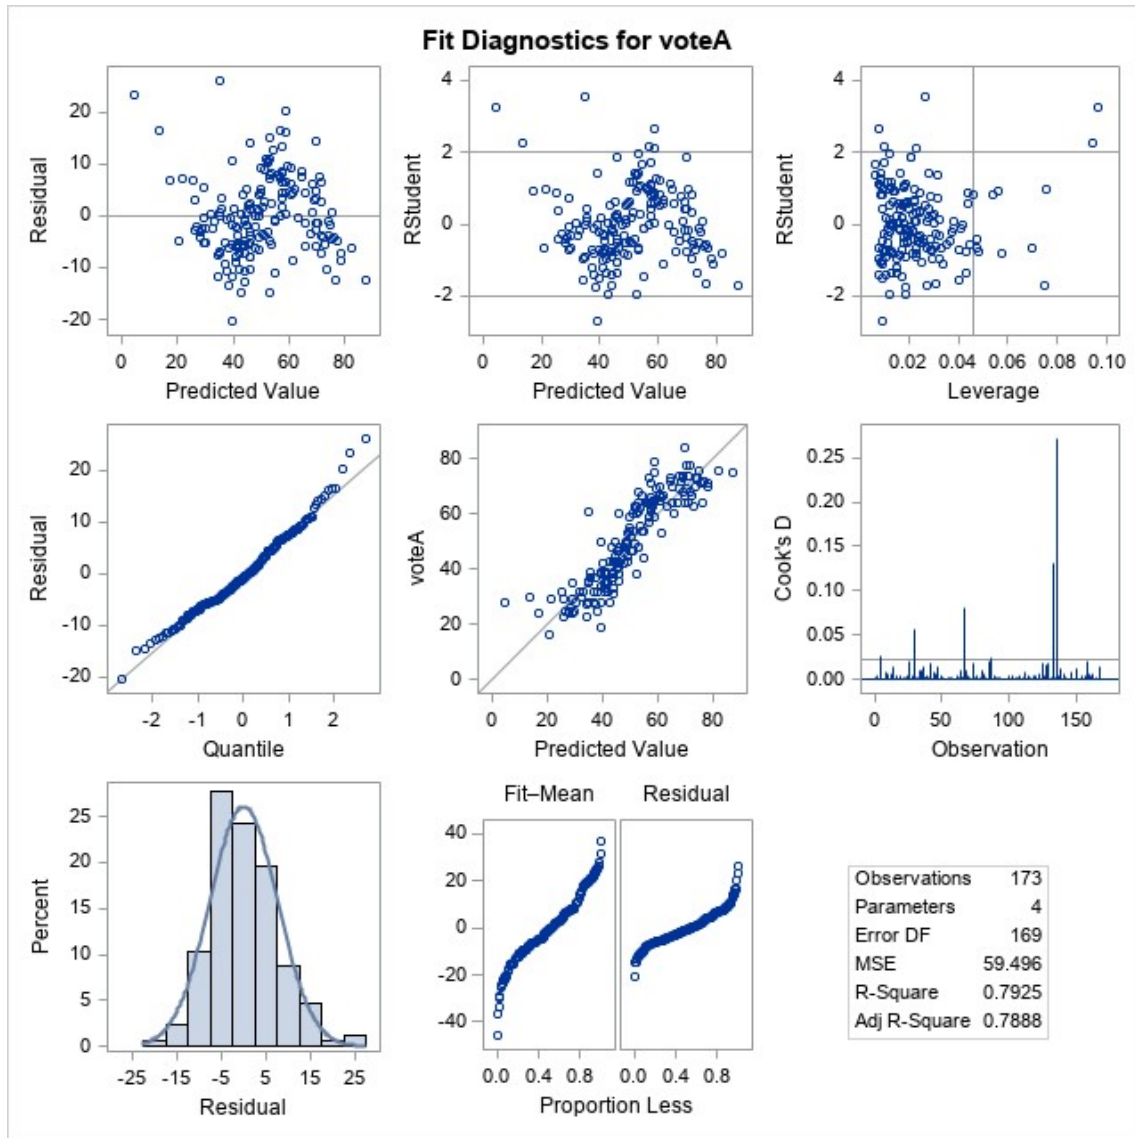 Fit Diagnostics for voteA
Residual
20
10
0
-10
-20
0 20 40 60 80
Predicted Value
RStudent
4
2
0
-2
0 20 40 60 80
Predicted Value
RStudent
4
2
0
-2
0.02 0.04 0.06 0.08 0.10
Leverage
Residual
20
10
0
-10
-20
-2 -1 0 1 2
Quantile
voteA
80
60
40
20
0
0 20 40 60 80
Predicted Value
Cook's D
0.25
0.20
0.15
0.10
0.05
0.00
0 50 100 150
Observation
Percent
25
20
15
10
5
0
-25 -15 -5 5 15 25
Residual
Fit–Mean Residual
40
20
0
-20
-40
0.0 0.4 0.8 0.0 0.4 0.8
Proportion Less
Observations 173
Parameters 4
Error DF 169
MSE 59.496
R-Square 0.7925
Adj R-Square 0.7888